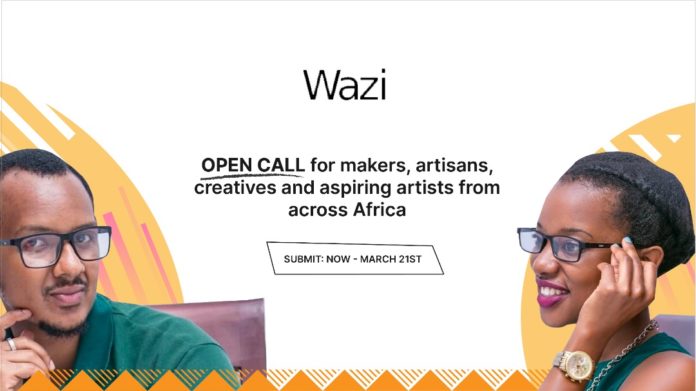 Wazi
OPEN CALL for makers, artisans,
creatives and aspiring artists from
across Africa
SUBMIT: NOW - MARCH 21ST